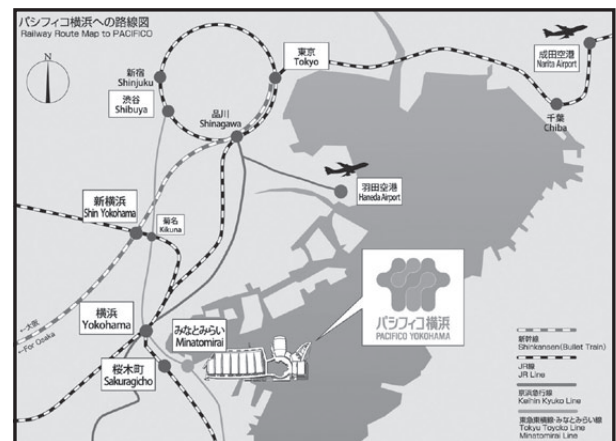 パシフィコ横浜への路線図
Railway Route Map to PACIFICO
N
新宿
Shinjuku
渋谷
Shibuya
品川
Shinagawa
東京
Tokyo
成田空港
Narita Airport
千葉
Chiba
羽田空港
Haneda Airport
新横浜
Shin Yokohama
菊名
Kikuna
←大阪
←For Osaka
横浜
Yokohama
みなとみらい
Minatomirai
桜木町
Sakuragicho
パシフィコ横浜
PACIFICO YOKOHAMA
新幹線
Shinkansen(Bullet Train)
JR線
JR Line
京浜急行線
Keihin Kyuko Line
東急東横線・みなとみらい線
Tokyu Toyoko Line
Minatomirai Line